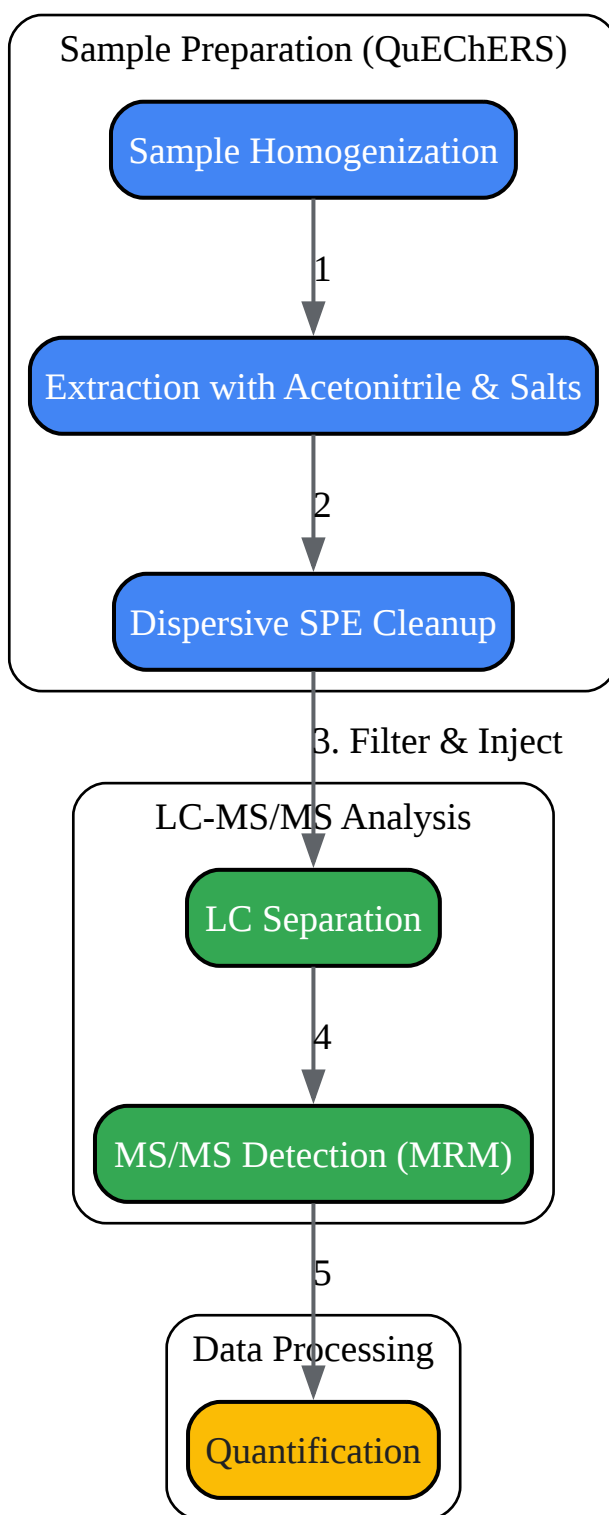 Sample Preparation (QuEChERS)
Sample Homogenization
1
Extraction with Acetonitrile & Salts
2
Dispersive SPE Cleanup
3. Filter & Inject
LC-MS/MS Analysis
LC Separation
4
MS/MS Detection (MRM)
5
Data Processing
Quantification